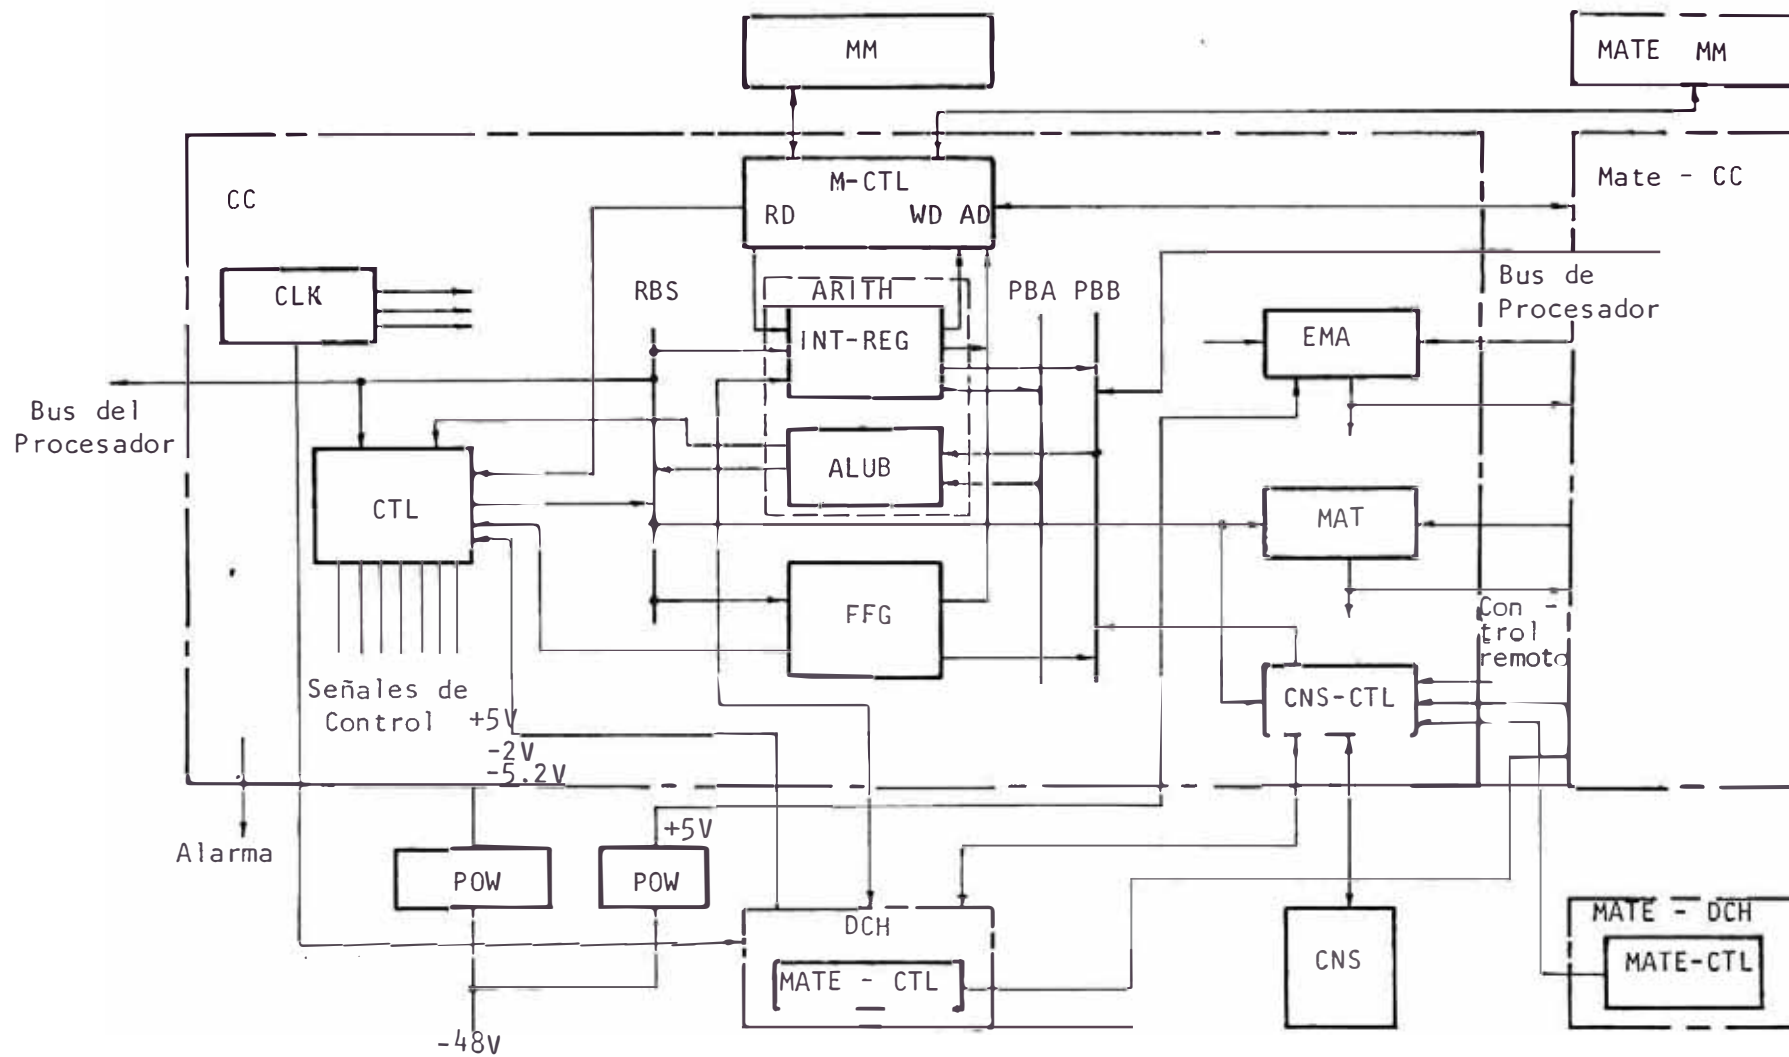 MM
MATE MM
CC
M-CTL
RD WD AD
Mate - CC
CLK
RBS
ARITH
PBA PBB
Bus de
Procesador
INT-REG
EMA
Bus del
Procesador
ALUB
CTL
MAT
FFG
Con -
trol
remoto
Señales de
Control
CNS-CTL
+5V
-2V
-5.2V
Alarma
+5V
POW
POW
DCH
MATE - CTL
CNS
MATE - DCH
MATE-CTL
-48V